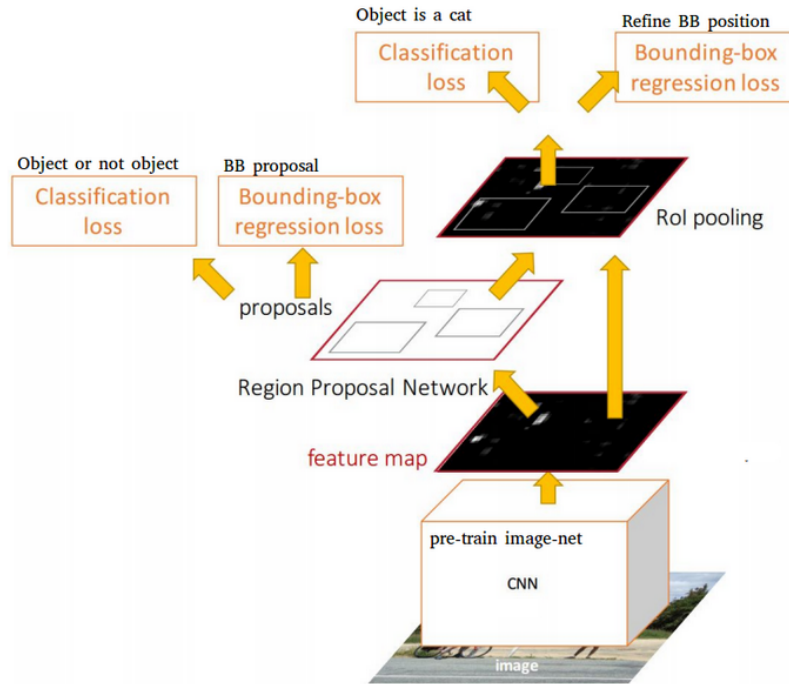 Object is a cat
Refine BB position
Classification
loss
Bounding-box
regression loss
Object or not object
BB proposal
Classification
loss
Bounding-box
regression loss
RoI pooling
proposals
Region Proposal Network
feature map
pre-train image-net
CNN
image